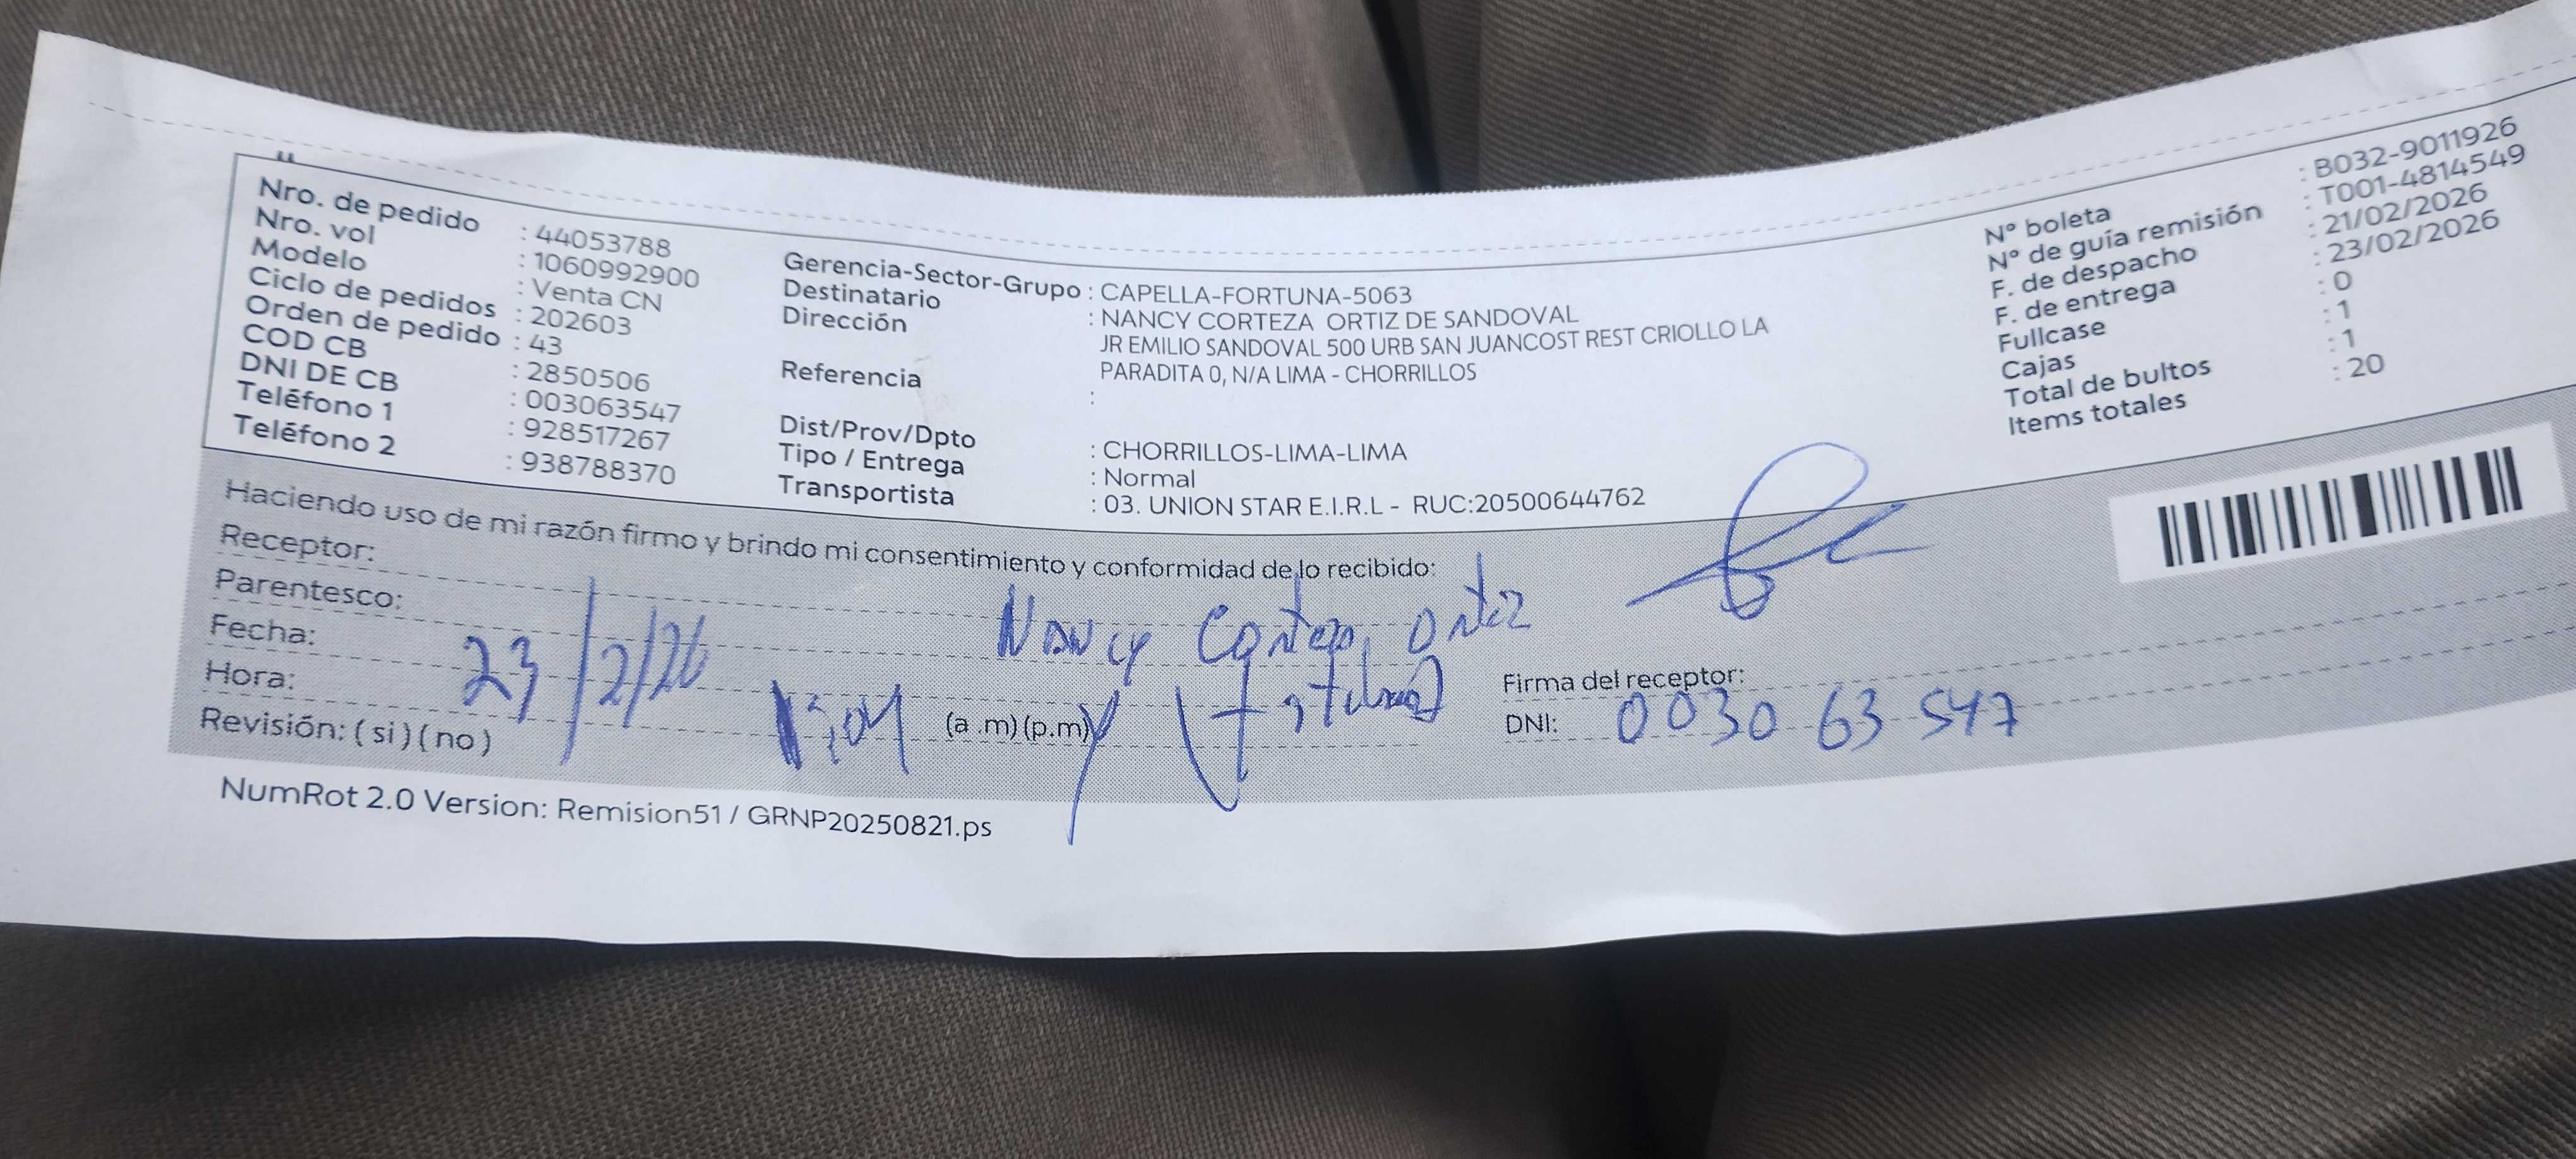 Nro. de pedido : 44053788
Nro. vol : 1060992900
Modelo : Venta CN
Ciclo de pedidos : 202603
Orden de pedido : 43
COD CB : 2850506
DNI DE CB : 003063547
Teléfono 1 : 928517267
Teléfono 2 : 938788370
Gerencia-Sector-Grupo : CAPELLA-FORTUNA-5063
Destinatario : NANCY CORTEZA ORTIZ DE SANDOVAL
Dirección JR EMILIO SANDOVAL 500 URB SAN JUANCOST REST CRIOLLO LA
PARADITA 0, N/A LIMA - CHORRILLOS
Referencia :
Dist/Prov/Dpto : CHORRILLOS-LIMA-LIMA
Tipo / Entrega : Normal
Transportista : 03. UNION STAR E.I.R.L - RUC:20500644762
Nº boleta : B032-9011926
Nº de guía remisión : T001-4814549
F. de despacho : 21/02/2026
F. de entrega : 23/02/2026
Fullcase : 0
Cajas : 1
Total de bultos : 1
Items totales : 20
Haciendo uso de mi razón firmo y brindo mi consentimiento y conformidad de lo recibido:
Receptor: Nancy Corteza Ortiz
Parentesco:
Fecha: 23/2/26
Hora: (a .m) (p.m)
Revisión: ( si ) ( no )
Firma del receptor:
DNI: 0030 63 547
NumRot 2.0 Version: Remision51 / GRNP20250821.ps